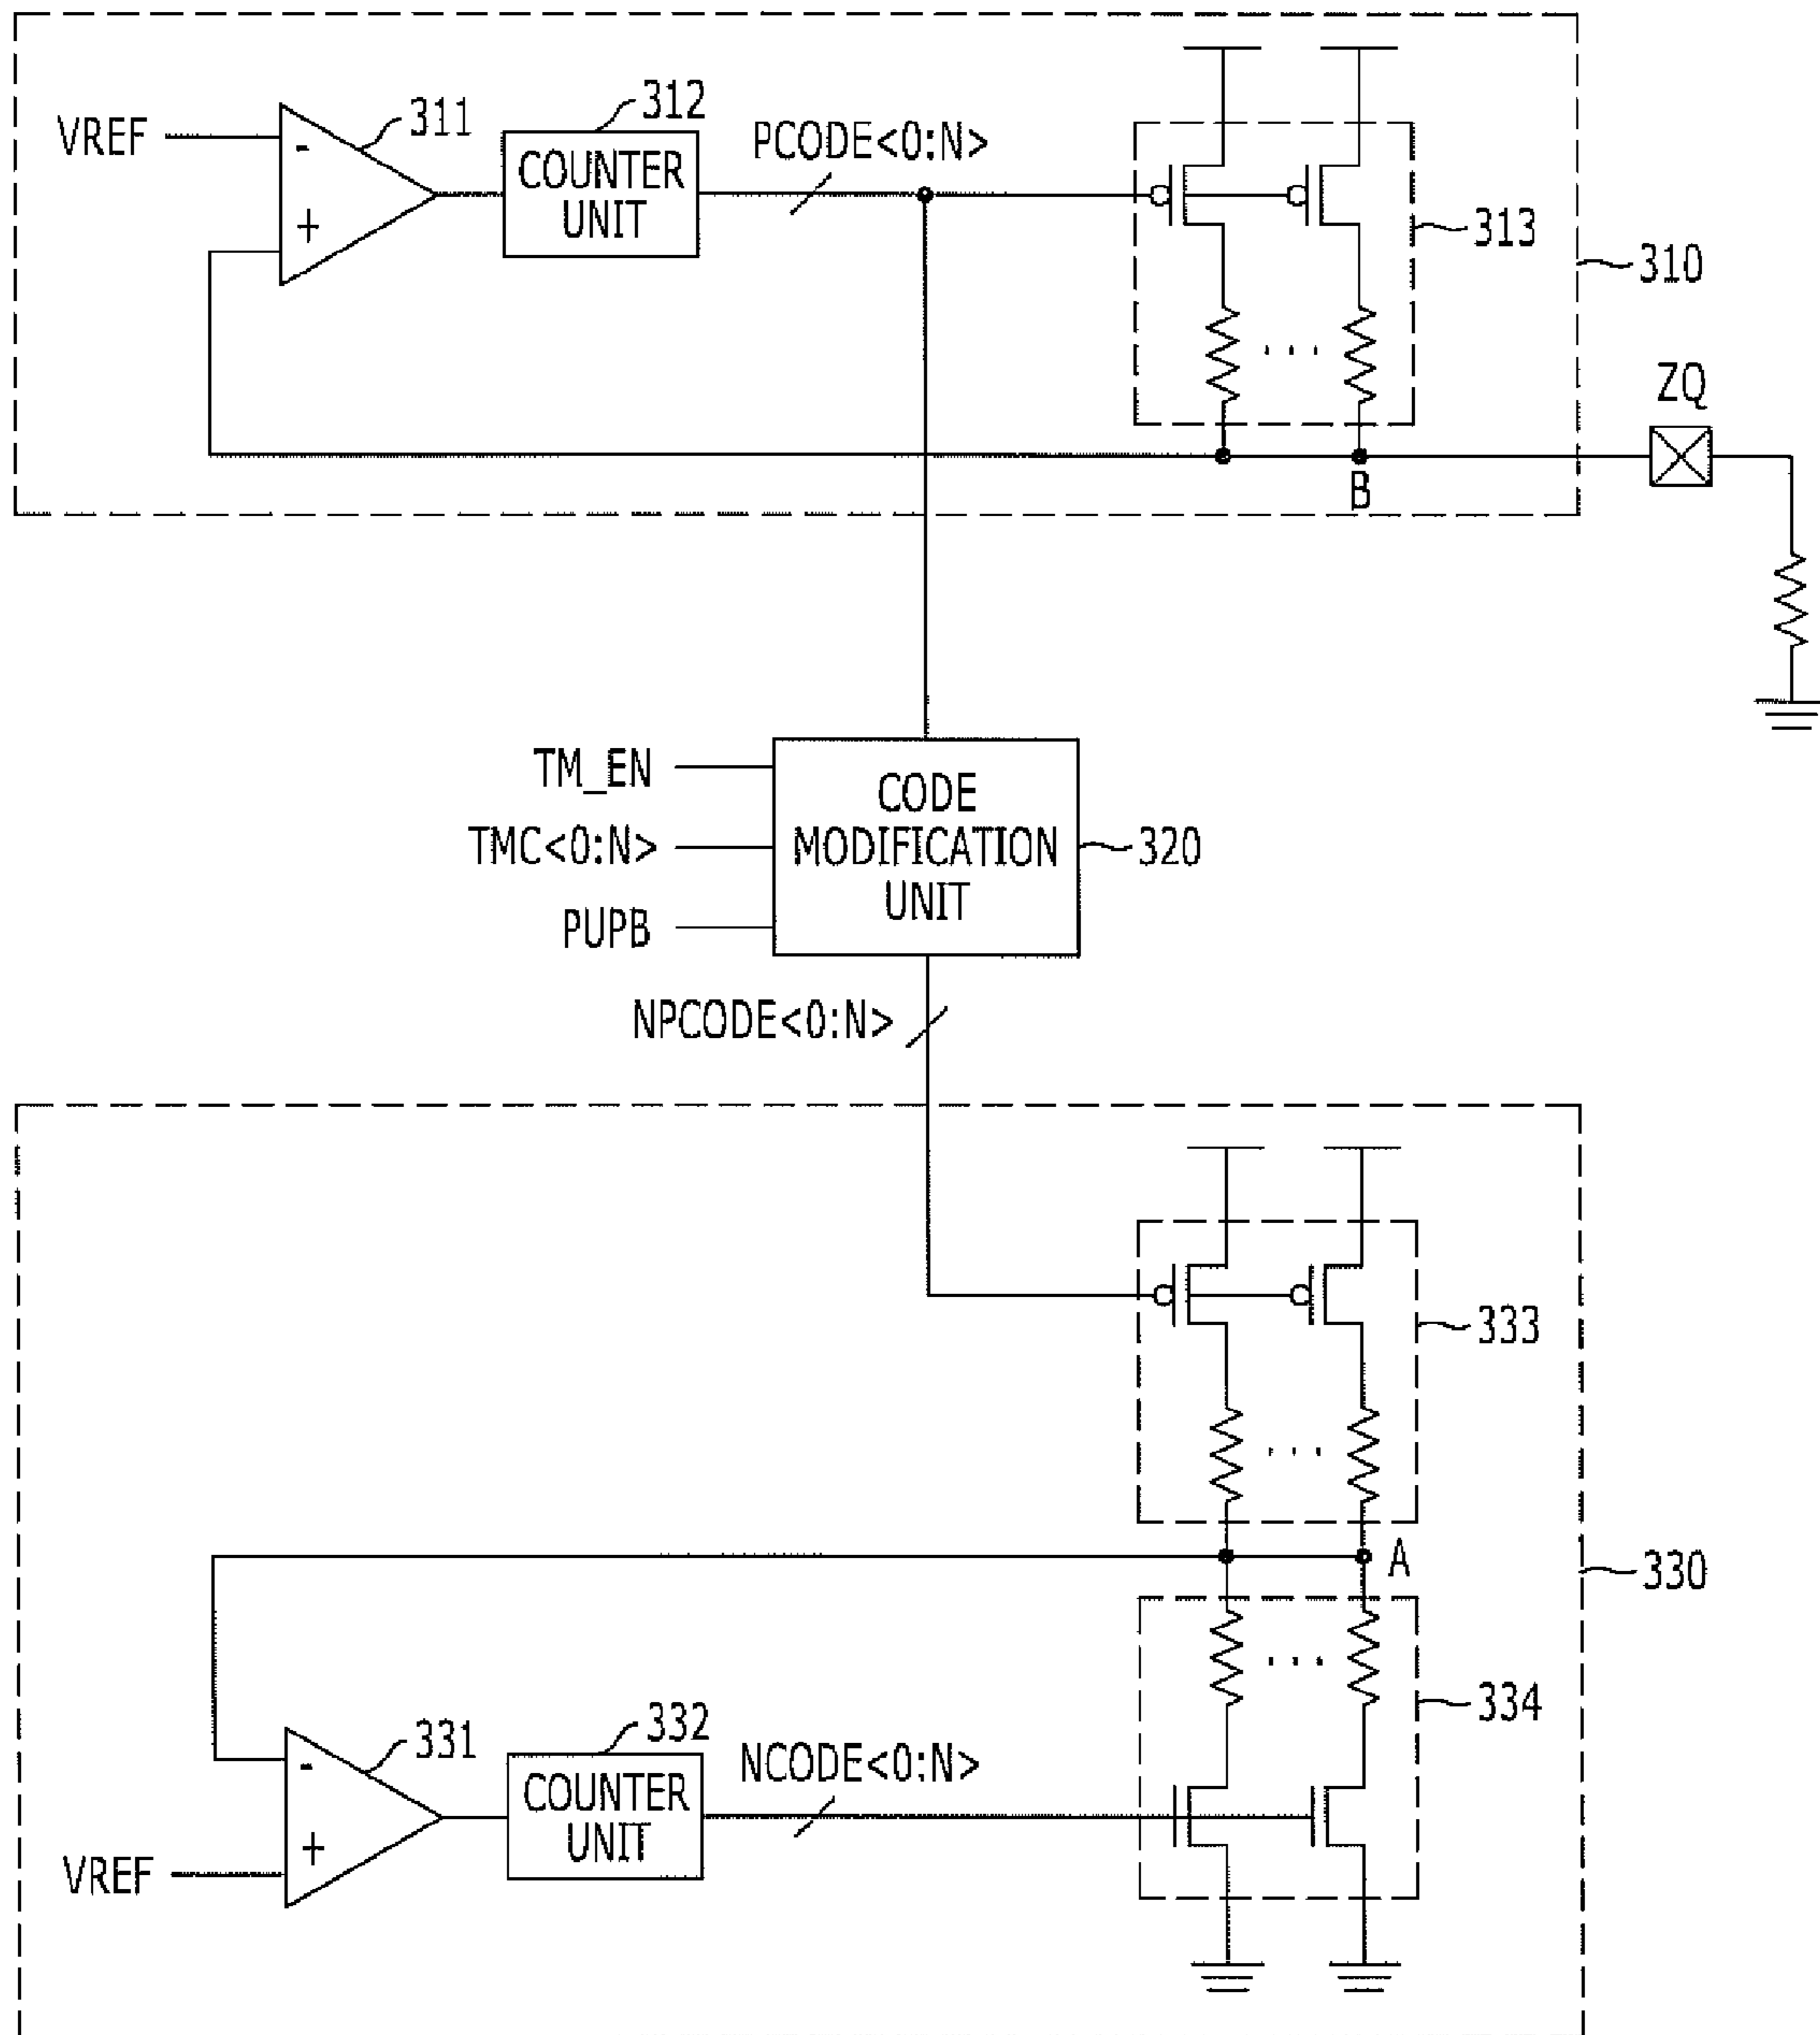 VREF
-
+
311
312
COUNTER
UNIT
PCODE<0:N>
313
310
ZQ
B
TM_EN
TMC<0:N>
PUPB
CODE
MODIFICATION
UNIT
320
NPCODE<0:N>
333
A
330
334
331
-
+
VREF
332
COUNTER
UNIT
NCODE<0:N>